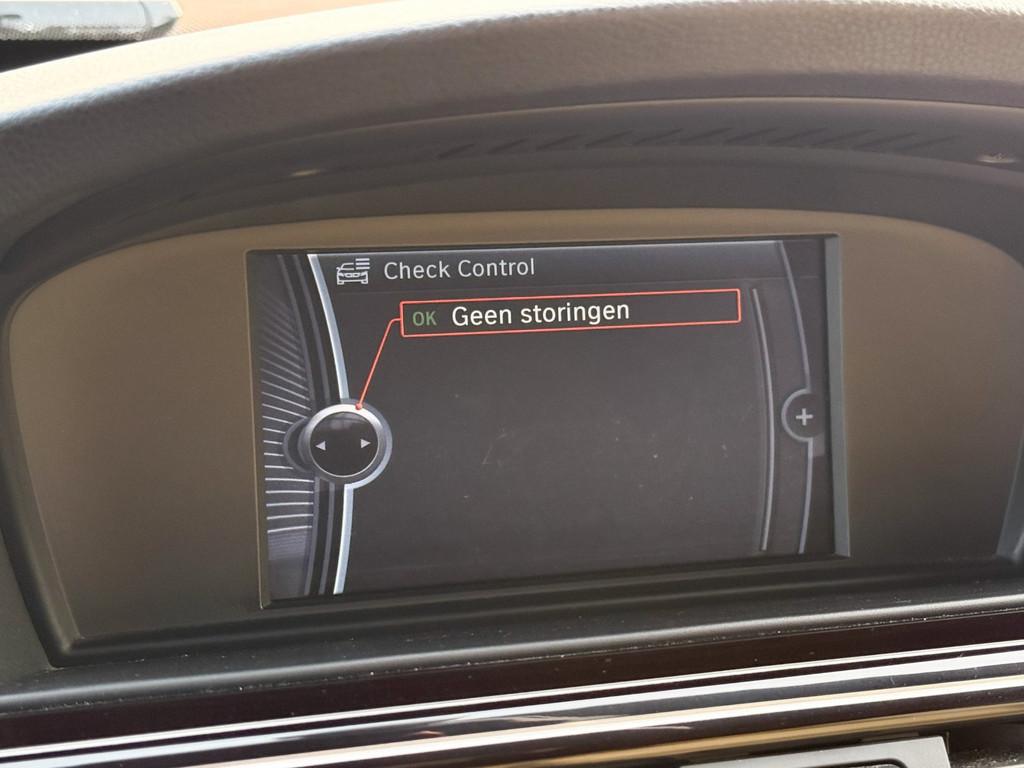 Check Control
OK Geen storingen
+